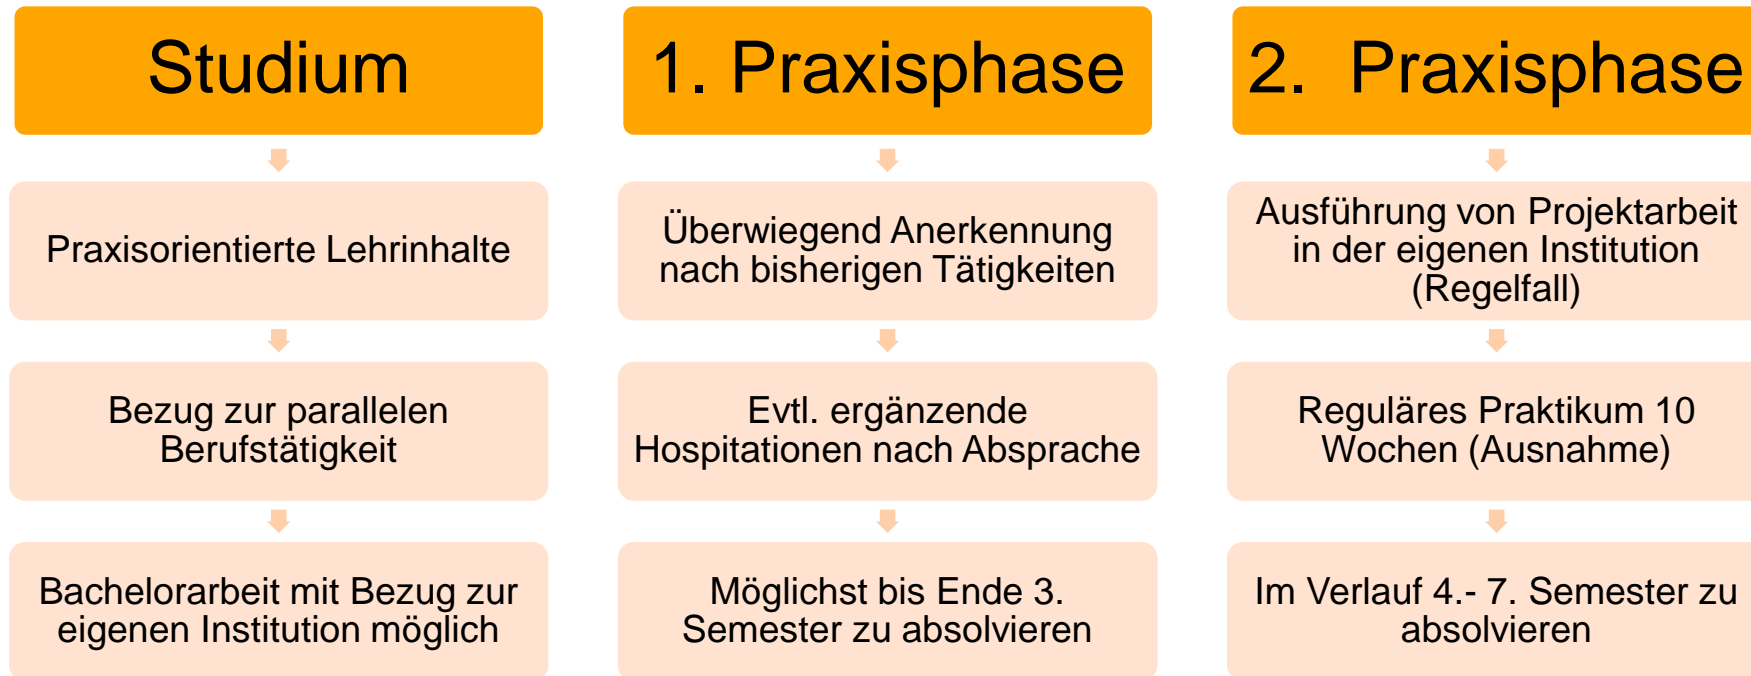 Studium
Praxisorientierte Lehrinhalte
Bezug zur parallelen
Berufstätigkeit
Bachelorarbeit mit Bezug zur
eigenen Institution möglich
1. Praxisphase
Überwiegend Anerkennung
nach bisherigen Tätigkeiten
Evtl. ergänzende
Hospitationen nach Absprache
Möglichst bis Ende 3.
Semester zu absolvieren
2. Praxisphase
Ausführung von Projektarbeit
in der eigenen Institution
(Regelfall)
Reguläres Praktikum 10
Wochen (Ausnahme)
Im Verlauf 4.- 7. Semester zu
absolvieren